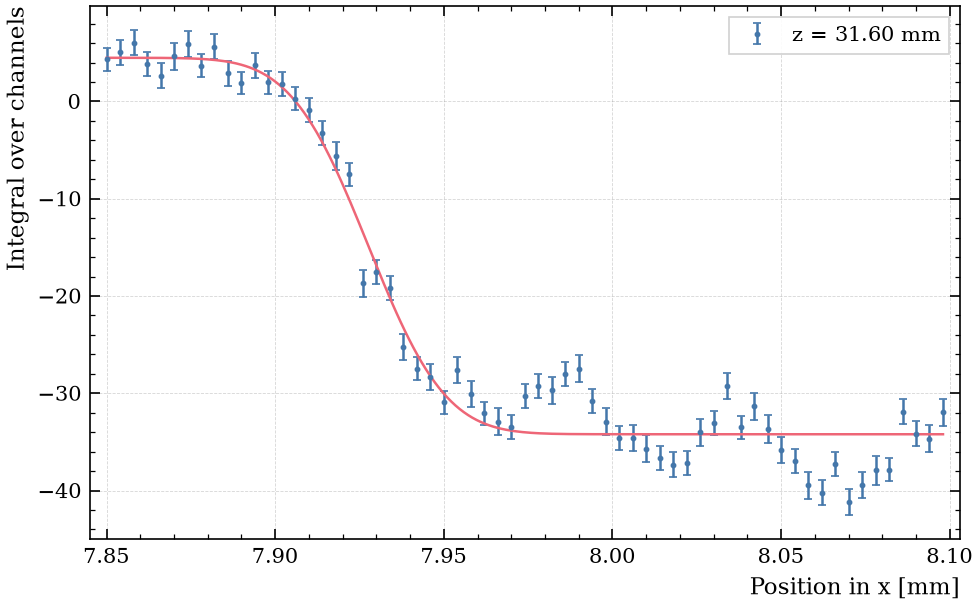 Integral over channels
z = 31.60 mm
0
−10
−20
−30
−40
7.85 7.90 7.95 8.00 8.05 8.10
Position in x [mm]